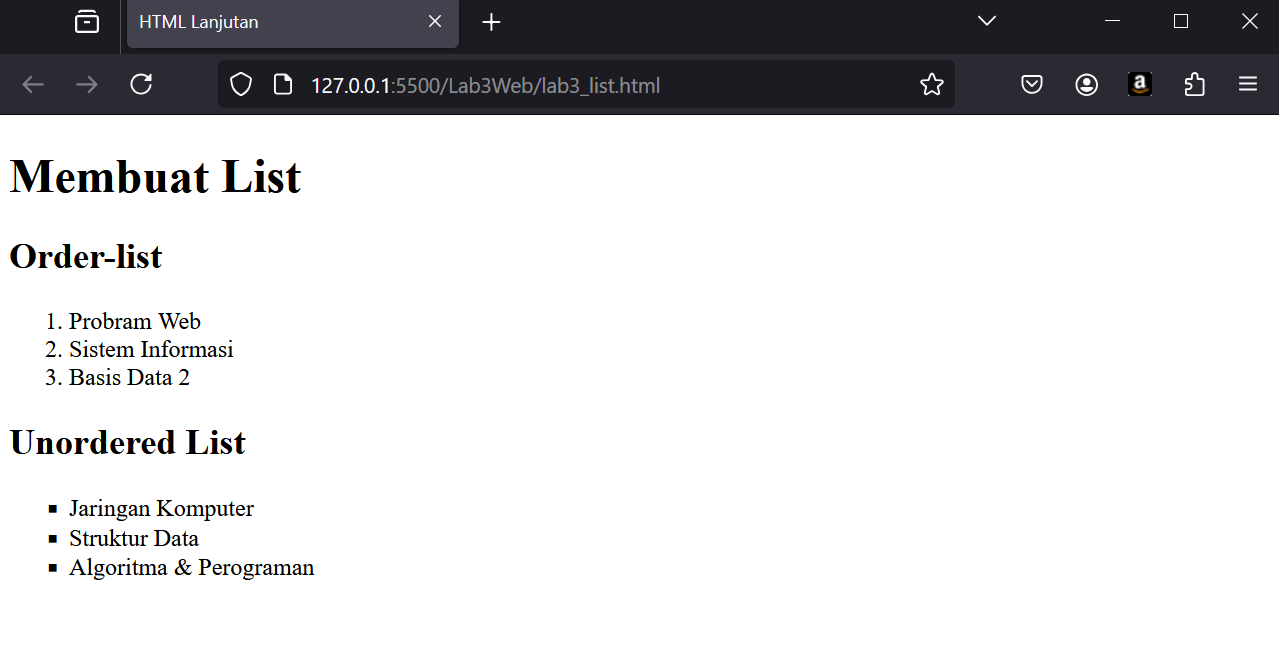 HTML Lanjutan
127.0.0.1:5500/Lab3Web/lab3_list.html
a
Membuat List
Order-list
1. Probram Web
2. Sistem Informasi
3. Basis Data 2
Unordered List
▪ Jaringan Komputer
▪ Struktur Data
▪ Algoritma & Perograman